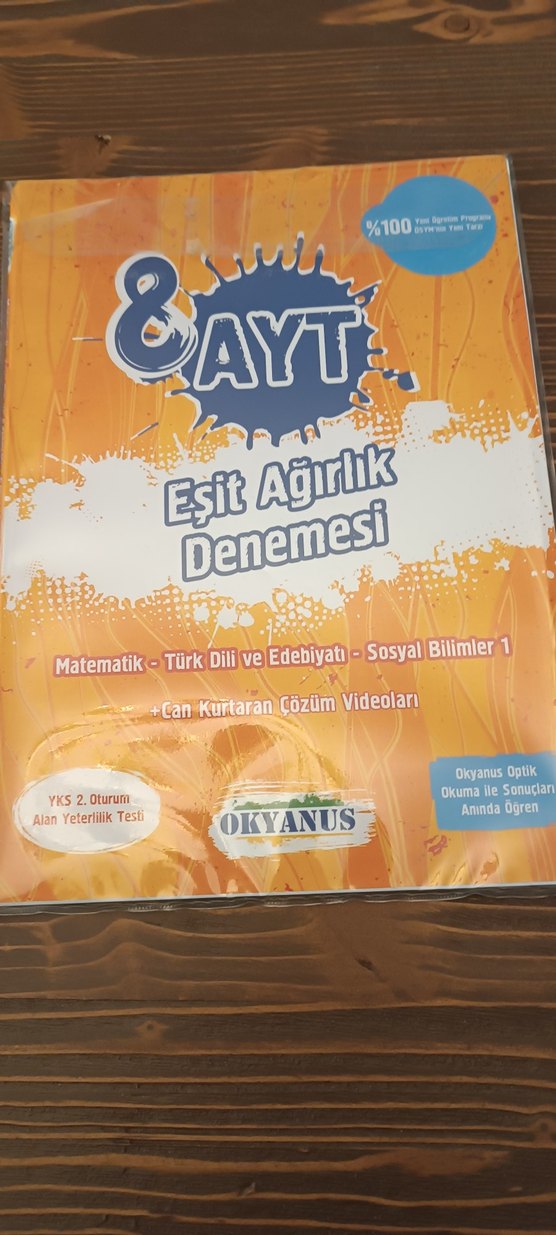 %100 Yeni Öğretim Programı
ÖSYM'nin Yeni Tarzı
8 AYT
Eşit Ağırlık
Denemesi
Matematik - Türk Dili ve Edebiyatı - Sosyal Bilimler 1
+Can Kurtaran Çözüm Videoları
YKS 2. Oturum
Alan Yeterlilik Testi
OKYANUS
Okyanus Optik
Okuma ile Sonuçları
Anında Öğren